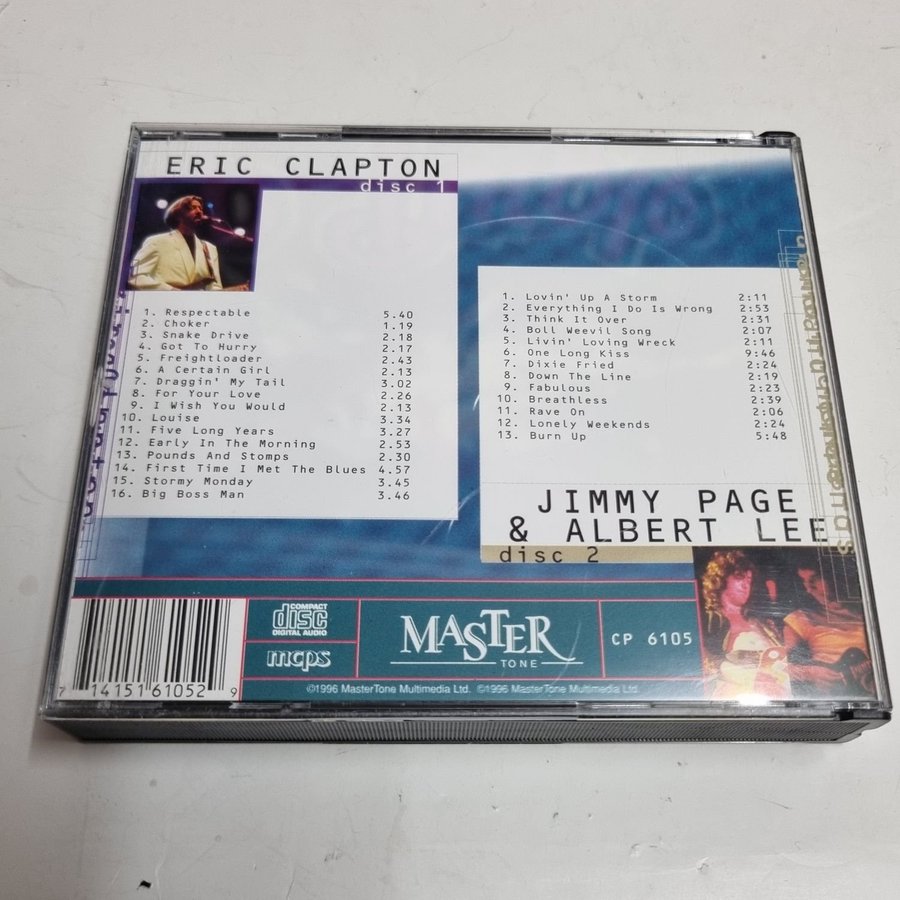 ERIC CLAPTON
disc 1
1. Respectable 5.40
2. Choker 1.19
3. Snake Drive 2.18
4. Got To Hurry 2.17
5. Freightloader 2.43
6. A Certain Girl 2.13
7. Draggin' My Tail 3.02
8. For Your Love 2.26
9. I Wish You Would 2.13
10. Louise 3.34
11. Five Long Years 3.27
12. Early In The Morning 2.53
13. Pounds And Stomps 2.30
14. First Time I Met The Blues 4.57
15. Stormy Monday 3.45
16. Big Boss Man 3.46
1. Lovin' Up A Storm 2:11
2. Everything I Do Is Wrong 2:53
3. Think It Over 2:31
4. Boll Weevil Song 2:07
5. Livin' Loving Wreck 2:11
6. One Long Kiss 9:46
7. Dixie Fried 2:24
8. Down The Line 2:19
9. Fabulous 2:23
10. Breathless 2:39
11. Rave On 2:06
12. Lonely Weekends 2:24
13. Burn Up 5:48
JIMMY PAGE
& ALBERT LEE
disc 2
7 14151 61052 9
COMPACT
disc
DIGITAL AUDIO
mcps
MASTER
TONE
CP 6105
©1996 MasterTone Multimedia Ltd. ©1996 MasterTone Multimedia Ltd.